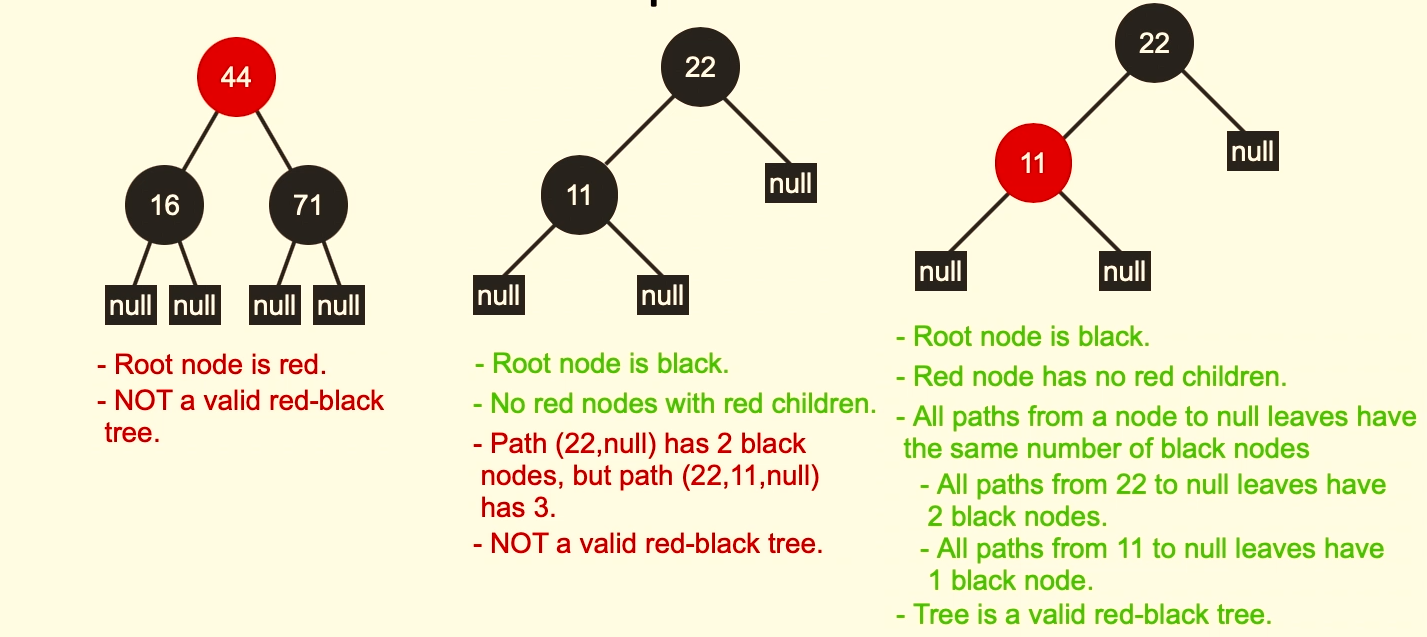 44
16
71
null
null
null
null
- Root node is red.
- NOT a valid red-black
tree.
22
11
null
null
null
- Root node is black.
- No red nodes with red children.
- Path (22,null) has 2 black
nodes, but path (22,11,null)
has 3.
- NOT a valid red-black tree.
22
11
null
null
null
- Root node is black.
- Red node has no red children.
- All paths from a node to null leaves have
the same number of black nodes
- All paths from 22 to null leaves have
2 black nodes.
- All paths from 11 to null leaves have
1 black node.
- Tree is a valid red-black tree.